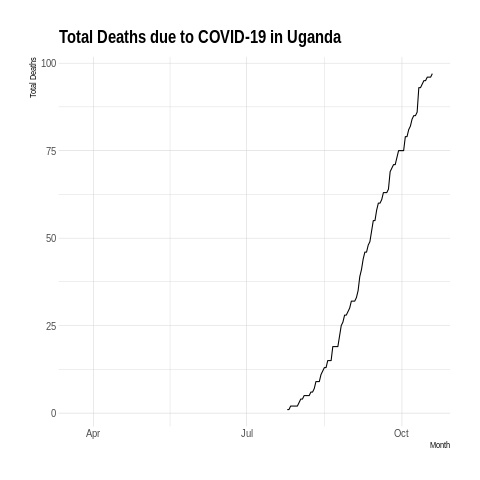 Total Deaths due to COVID-19 in Uganda
Total Deaths
100
75
50
25
0
Apr
Jul
Oct
Month